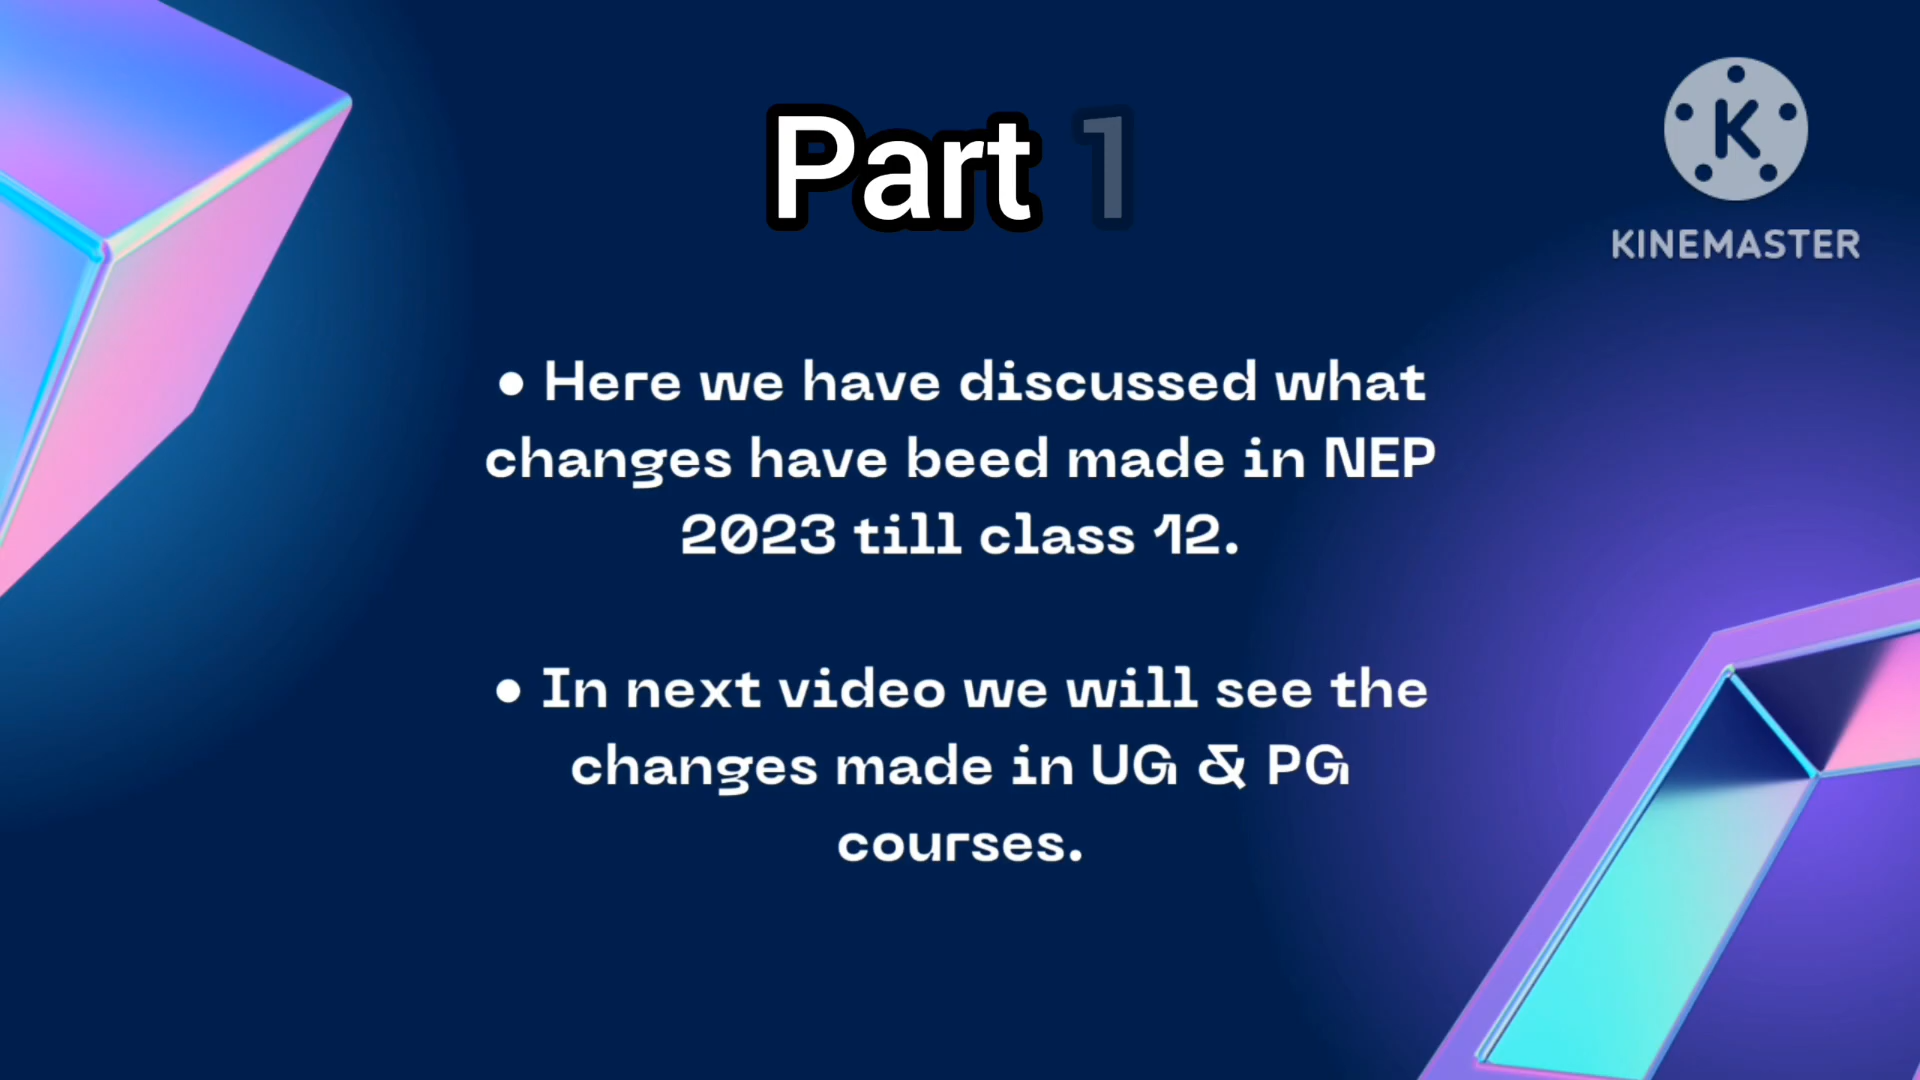 Part 1
K
KINEMASTER
• Here we have discussed what
changes have beed made in NEP
2023 till class 12.
• In next video we will see the
changes made in UG & PG
courses.